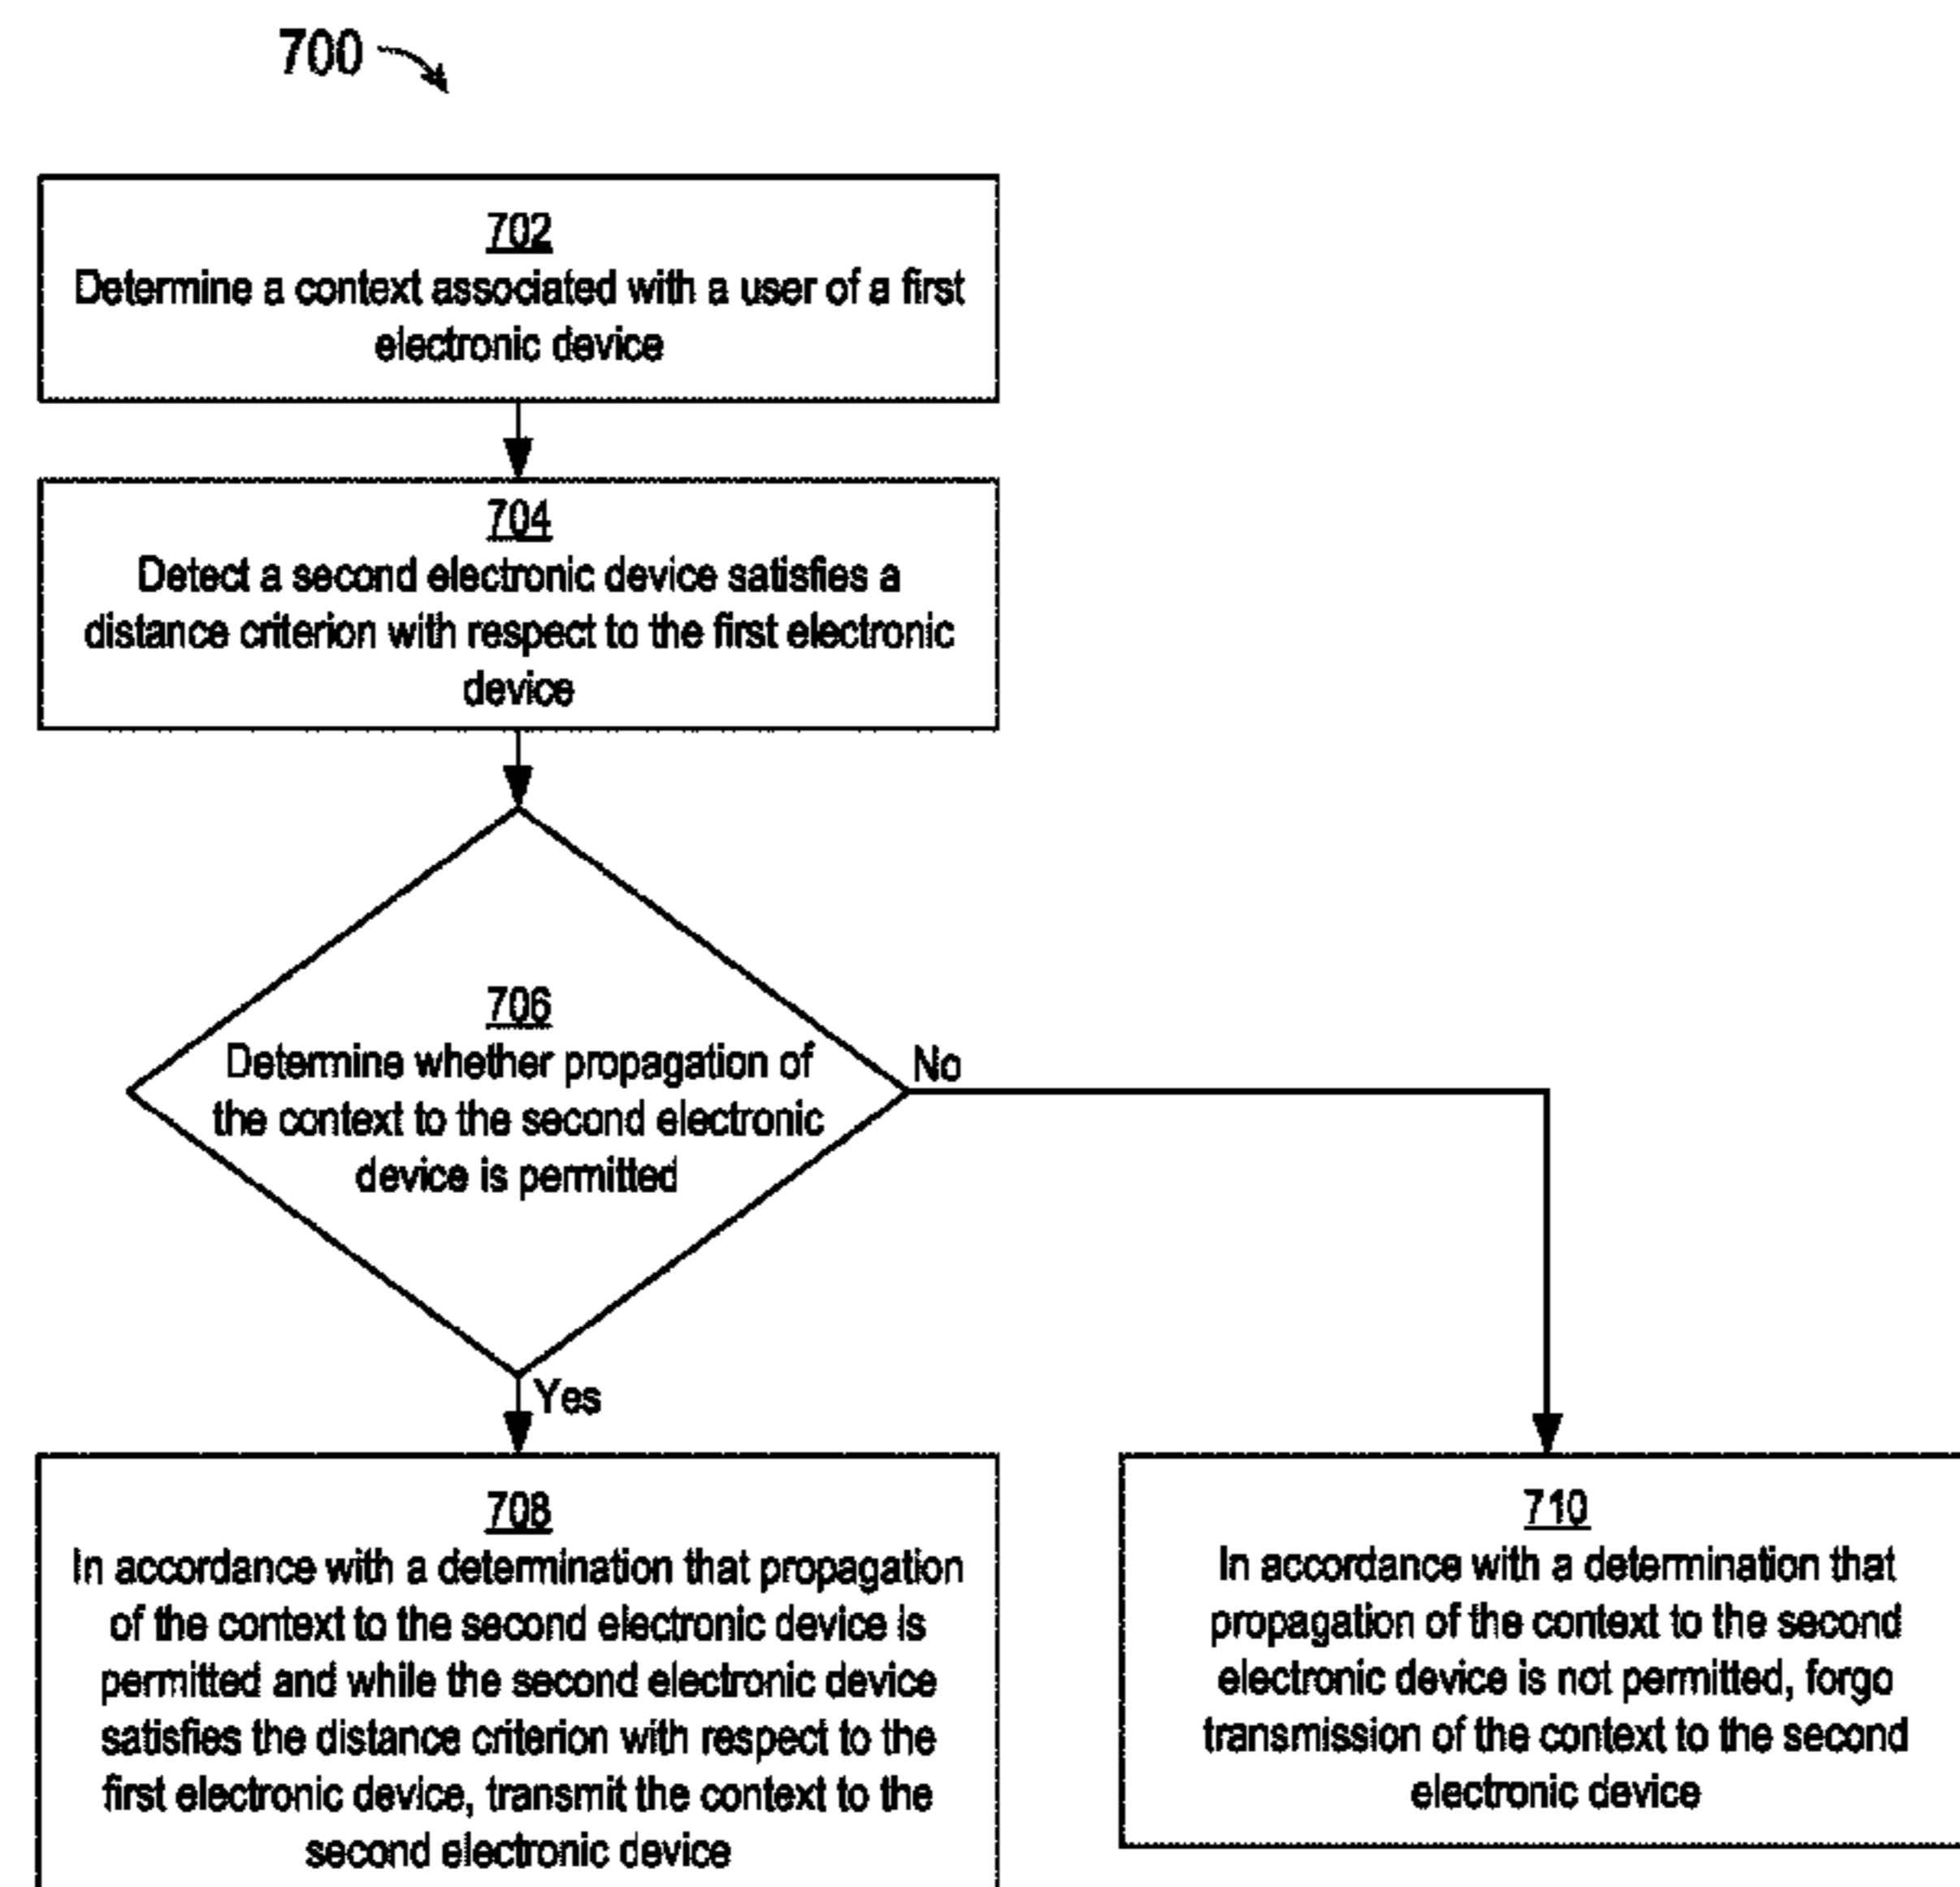 700
702
Determine a context associated with a user of a first
electronic device
704
Detect a second electronic device satisfies a
distance criterion with respect to the first electronic
device
706
Determine whether propagation of
the context to the second electronic
device is permitted
No
Yes
708
In accordance with a determination that propagation
of the context to the second electronic device is
permitted and while the second electronic device
satisfies the distance criterion with respect to the
first electronic device, transmit the context to the
second electronic device
710
In accordance with a determination that
propagation of the context to the second
electronic device is not permitted, forgo
transmission of the context to the second
electronic device